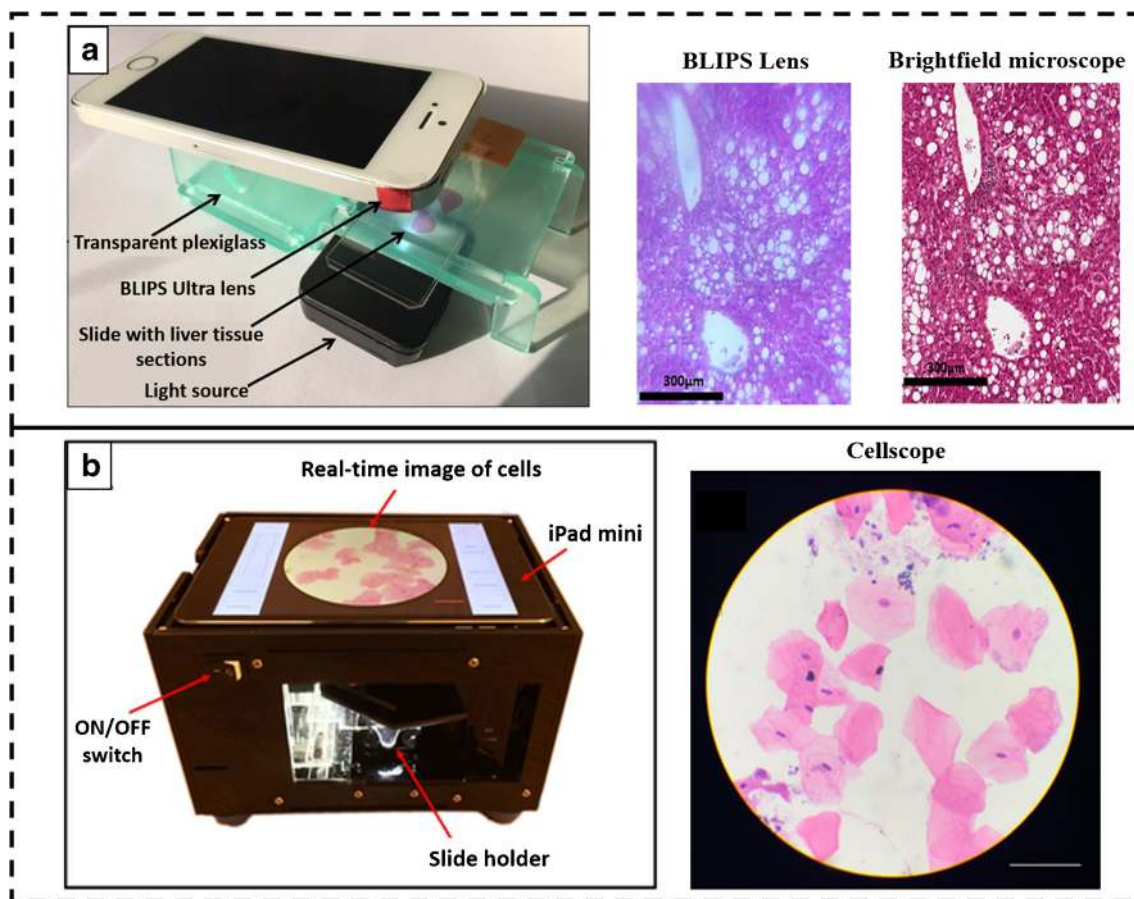 a
BLIPS Lens
Brightfield microscope
Transparent plexiglass
BLIPS Ultra lens
Slide with liver tissue
sections
Light source
300µm
300µm
b
Cellscope
Real-time image of cells
iPad mini
ON/OFF
switch
Slide holder